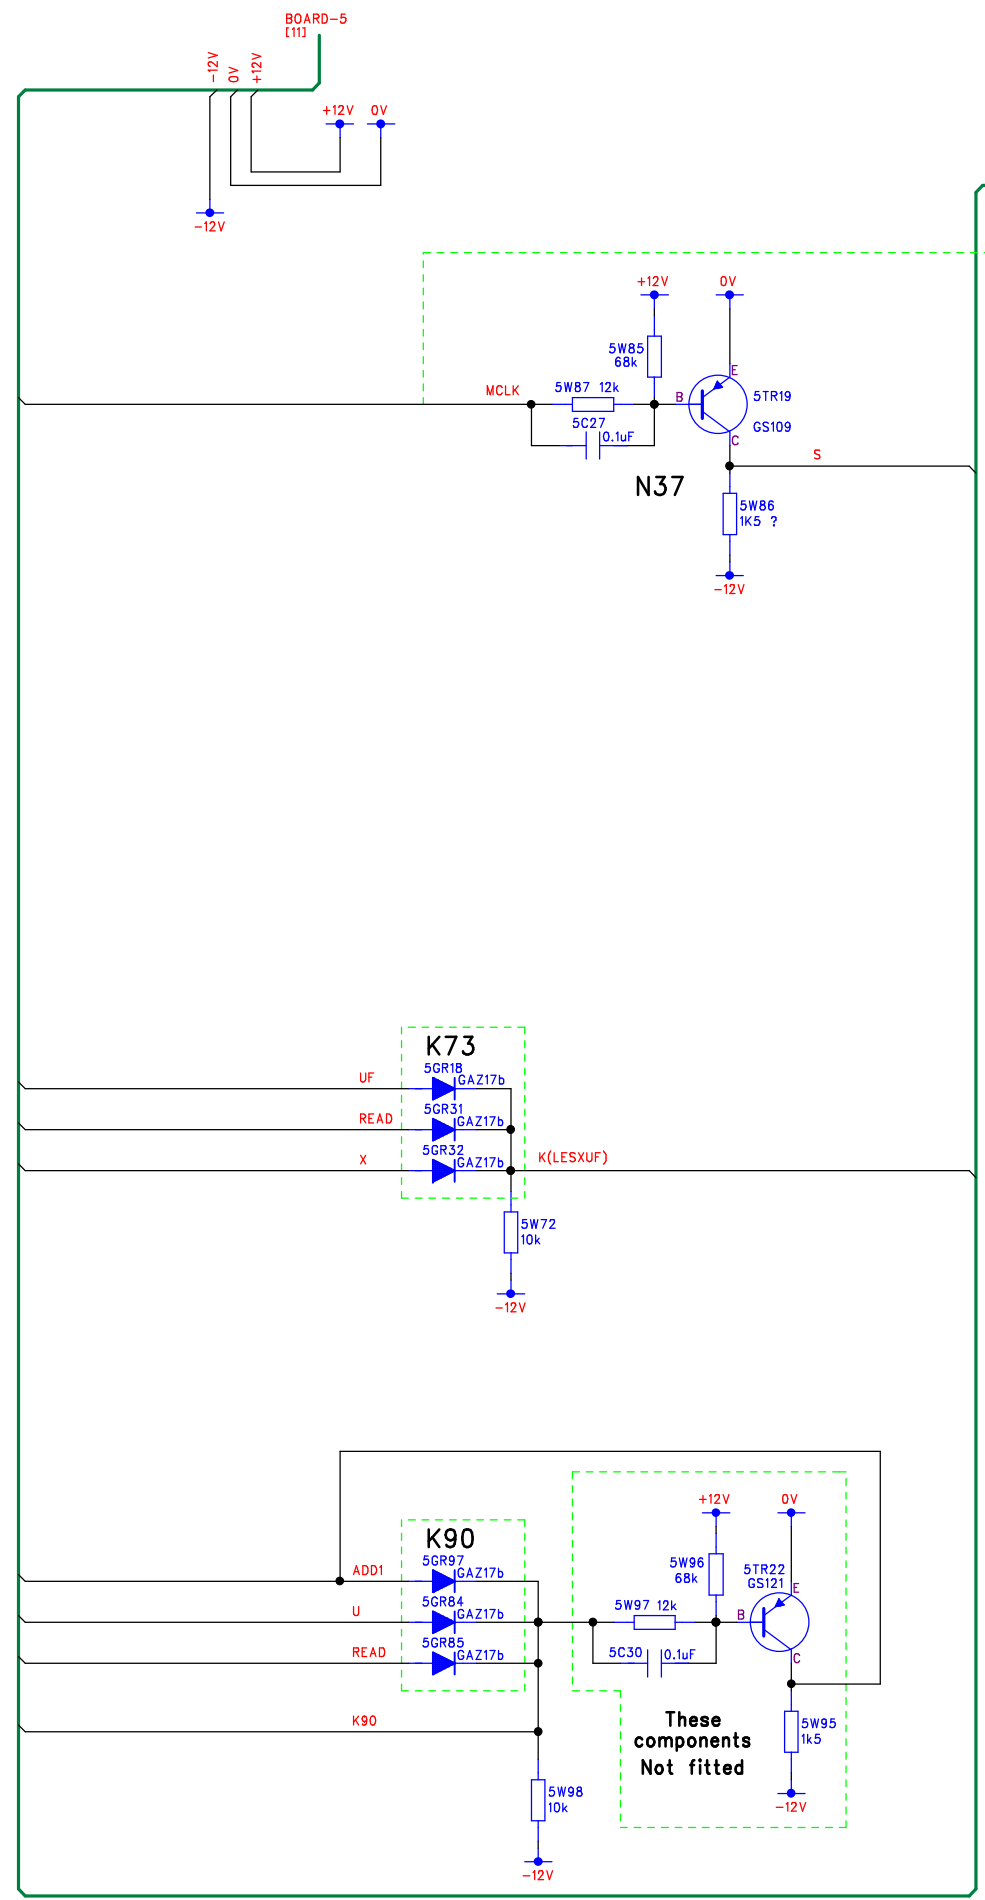 BOARD-5
[11]
-12V
0V
+12V
+12V
0V
-12V
+12V
0V
5W85
68k
E
MCLK
5W87 12k
B
5TR19
5C27
0.1uF
GS109
C
S
N37
5W86
1K5 ?
-12V
K73
5GR18
UF
GAZ17b
5GR31
READ
GAZ17b
5GR32
X
GAZ17b
K(LESXUF)
5W72
10k
-12V
+12V
0V
K90
5GR97
ADD1
GAZ17b
5W96
68k
5TR22
GS121
E
5GR84
U
GAZ17b
5W97 12k
B
5GR85
READ
GAZ17b
5C30
0.1uF
C
K90
These
components
Not fitted
5W95
1k5
5W98
10k
-12V
-12V